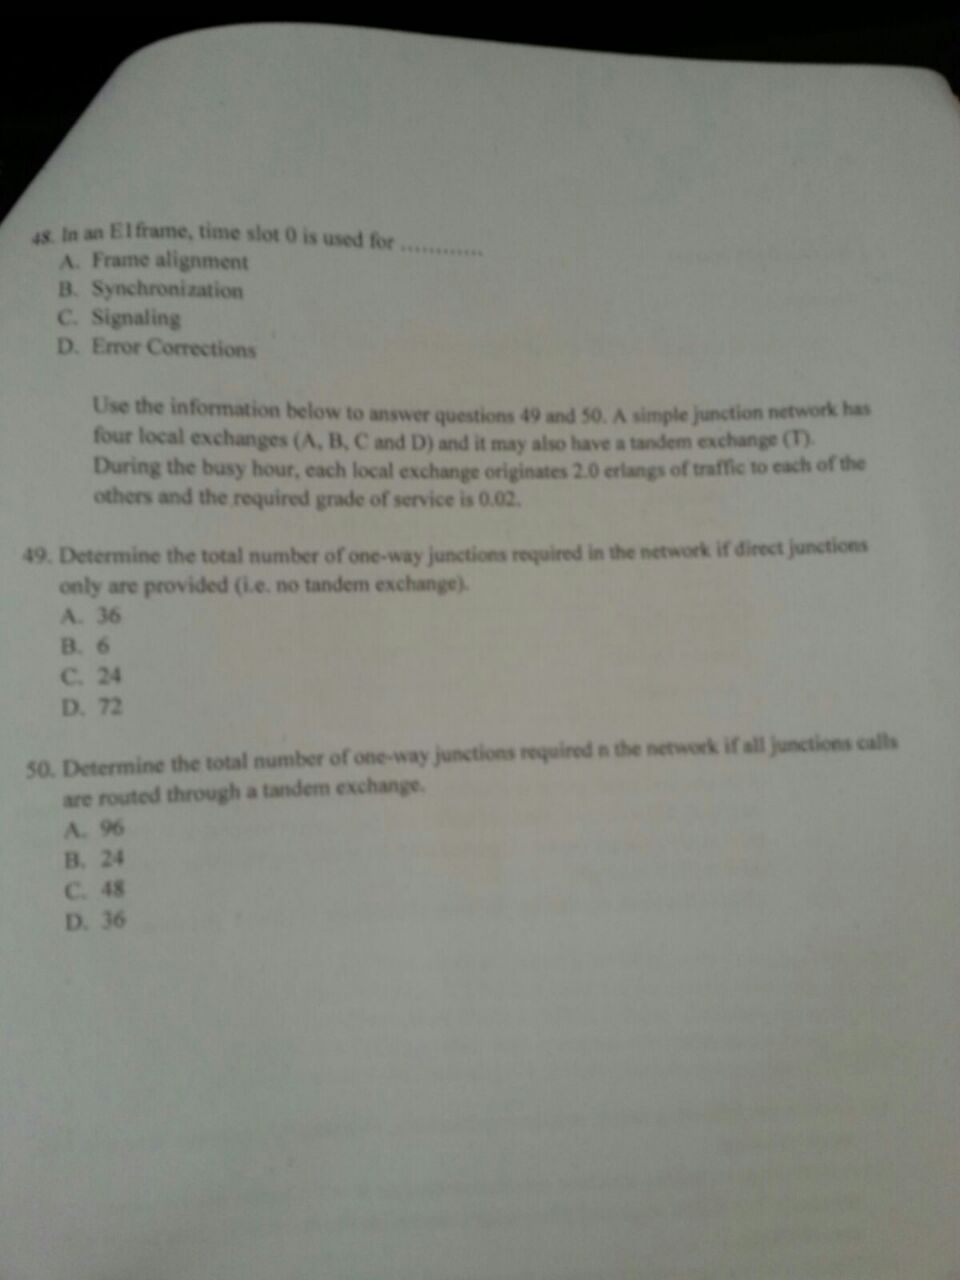 48. In an E1frame, time slot 0 is used for ............
A. Frame alignment
B. Synchronization
C. Signaling
D. Error Corrections
Use the information below to answer questions 49 and 50. A simple junction network has
four local exchanges (A, B, C and D) and it may also have a tandem exchange (T).
During the busy hour, each local exchange originates 2.0 erlangs of traffic to each of the
others and the required grade of service is 0.02.
49. Determine the total number of one-way junctions required in the network if direct junctions
only are provided (i.e. no tandem exchange).
A. 36
B. 6
C. 24
D. 72
50. Determine the total number of one-way junctions required n the network if all junctions calls
are routed through a tandem exchange.
A. 96
B. 24
C. 48
D. 36